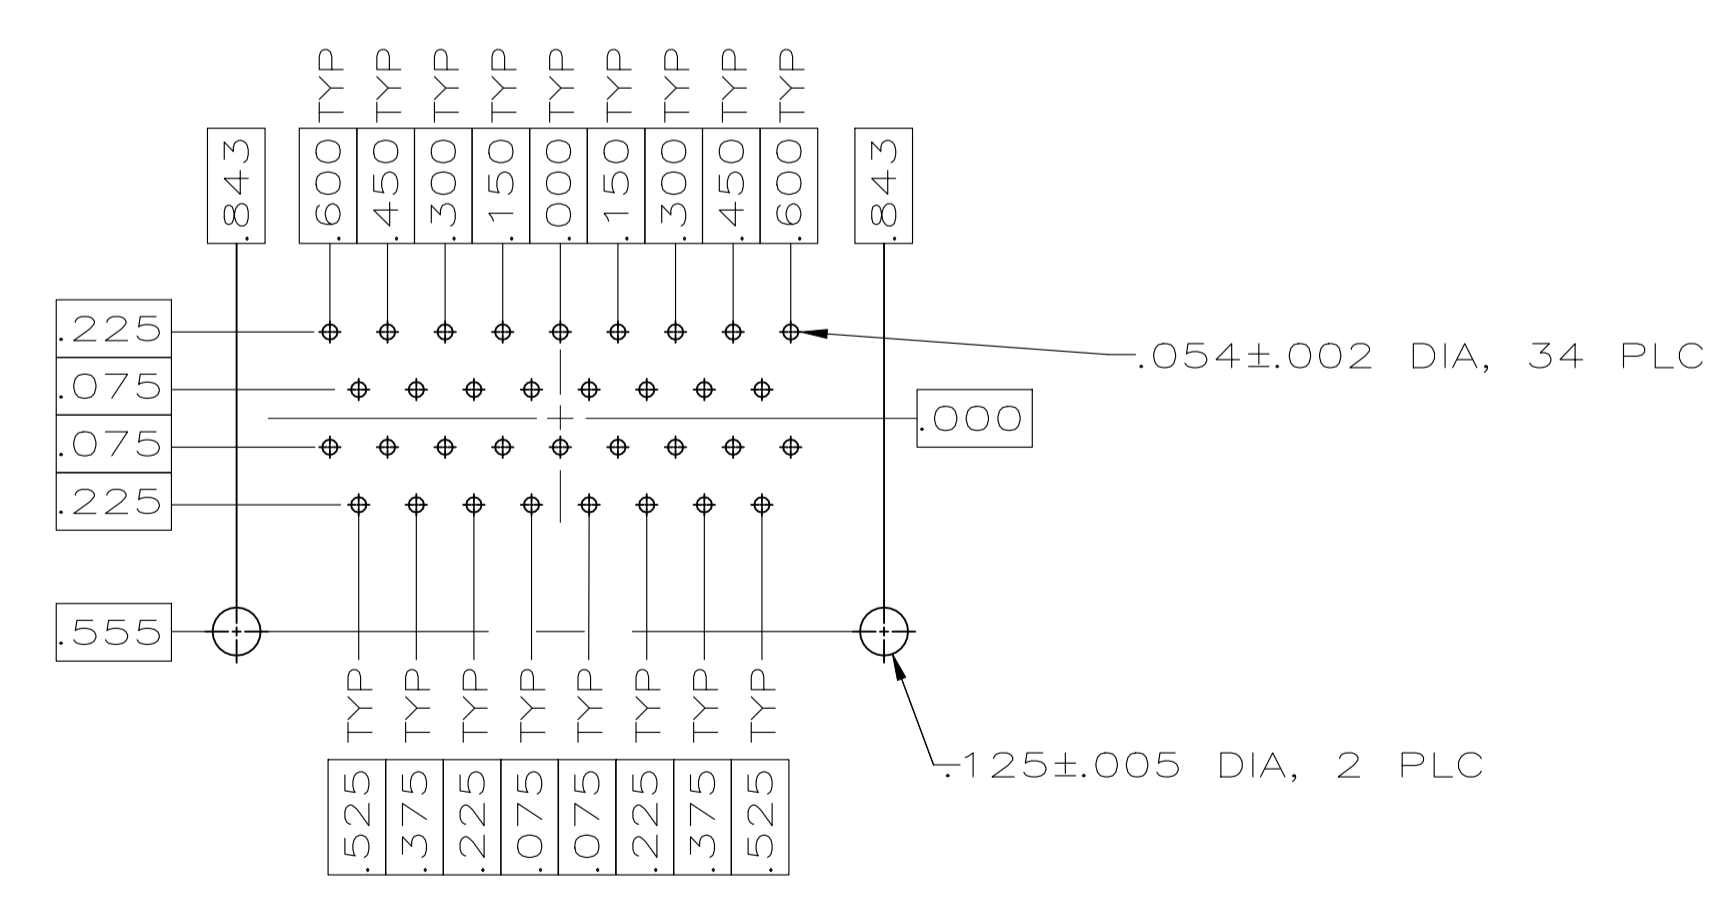 TYP TYP TYP TYP TYP TYP TYP TYP TYP
.843 .600 .450 .300 .150 .000 .150 .300 .450 .600 .843
.225
.054±.002 DIA, 34 PLC
.075
.000
.075
.225
.555
TYP TYP TYP TYP TYP TYP TYP TYP
.125±.005 DIA, 2 PLC
.525 .375 .225 .075 .075 .225 .375 .525